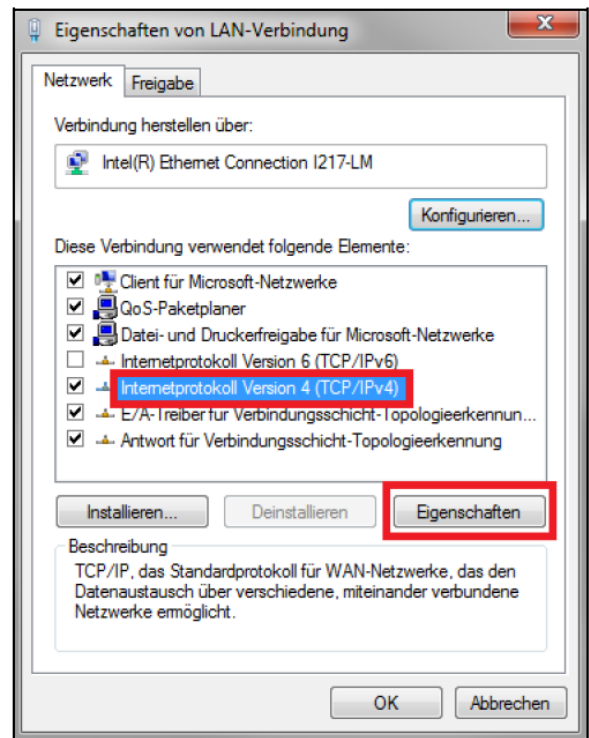 Eigenschaften von LAN-Verbindung
Netzwerk
Freigabe
Verbindung herstellen über:
Intel(R) Ethernet Connection I217-LM
Konfigurieren...
Diese Verbindung verwendet folgende Elemente:
Client für Microsoft-Netzwerke
QoS-Paketplaner
Datei- und Druckerfreigabe für Microsoft-Netzwerke
Internetprotokoll Version 6 (TCP/IPv6)
Internetprotokoll Version 4 (TCP/IPv4)
E/A-Treiber für Verbindungsschicht-Topologieerkennun...
Antwort für Verbindungsschicht-Topologieerkennung
Installieren...
Deinstallieren
Eigenschaften
Beschreibung
TCP/IP, das Standardprotokoll für WAN-Netzwerke, das den
Datenaustausch über verschiedene, miteinander verbundene
Netzwerke ermöglicht.
OK
Abbrechen